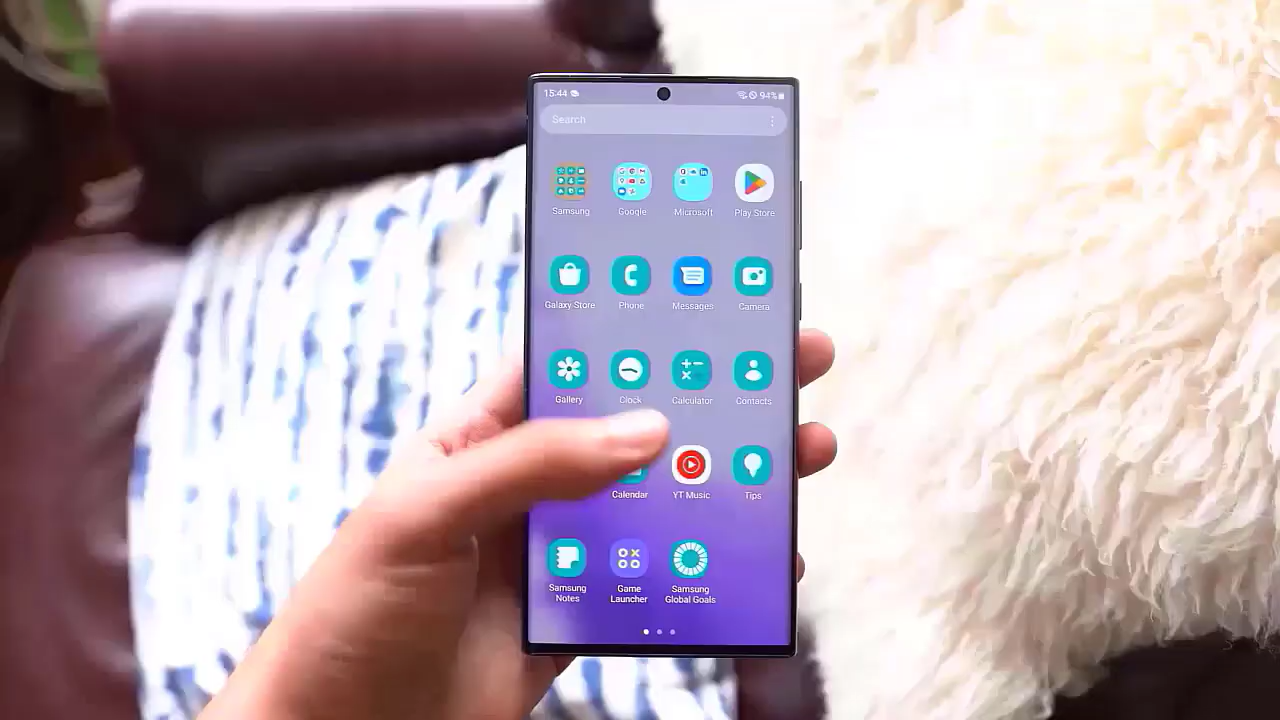 15:44
94%
Search
Samsung
Google
Microsoft
Play Store
Galaxy Store
Phone
Messages
Camera
Gallery
Clock
Calculator
Contacts
Calendar
YT Music
Tips
Samsung
Notes
Game
Launcher
Samsung
Global Goals